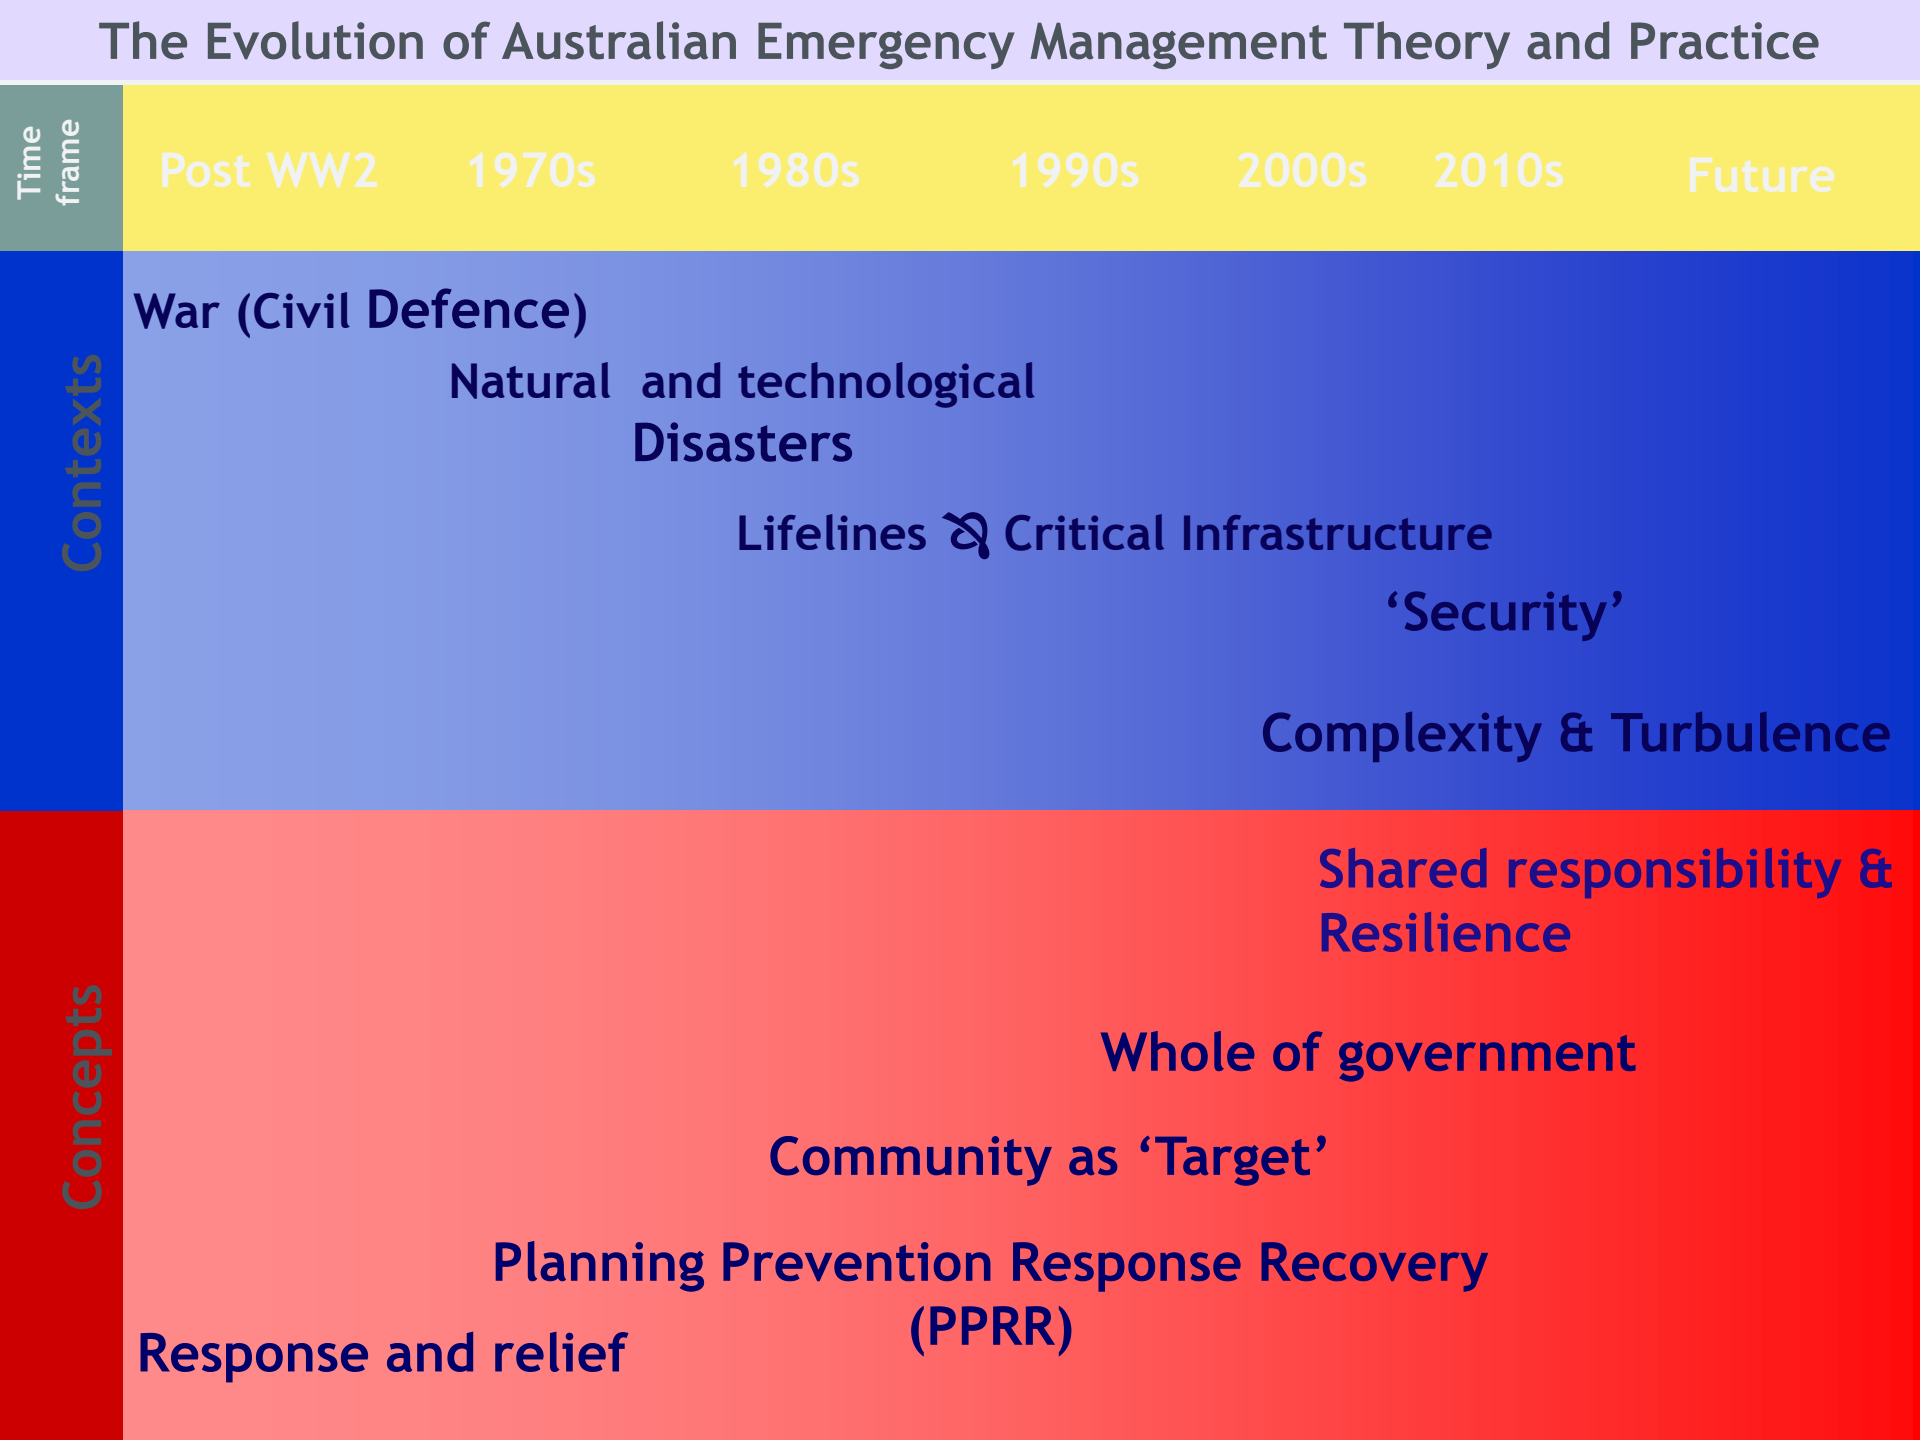 The Evolution of Australian Emergency Management Theory and Practice
Time
frame
Post WW2 1970s 1980s 1990s 2000s 2010s Future
Contexts
War (Civil Defence)
Natural and technological
Disasters
Lifelines & Critical Infrastructure
‘Security’
Complexity & Turbulence
Concepts
Shared responsibility &
Resilience
Whole of government
Community as ‘Target’
Planning Prevention Response Recovery
(PPRR)
Response and relief